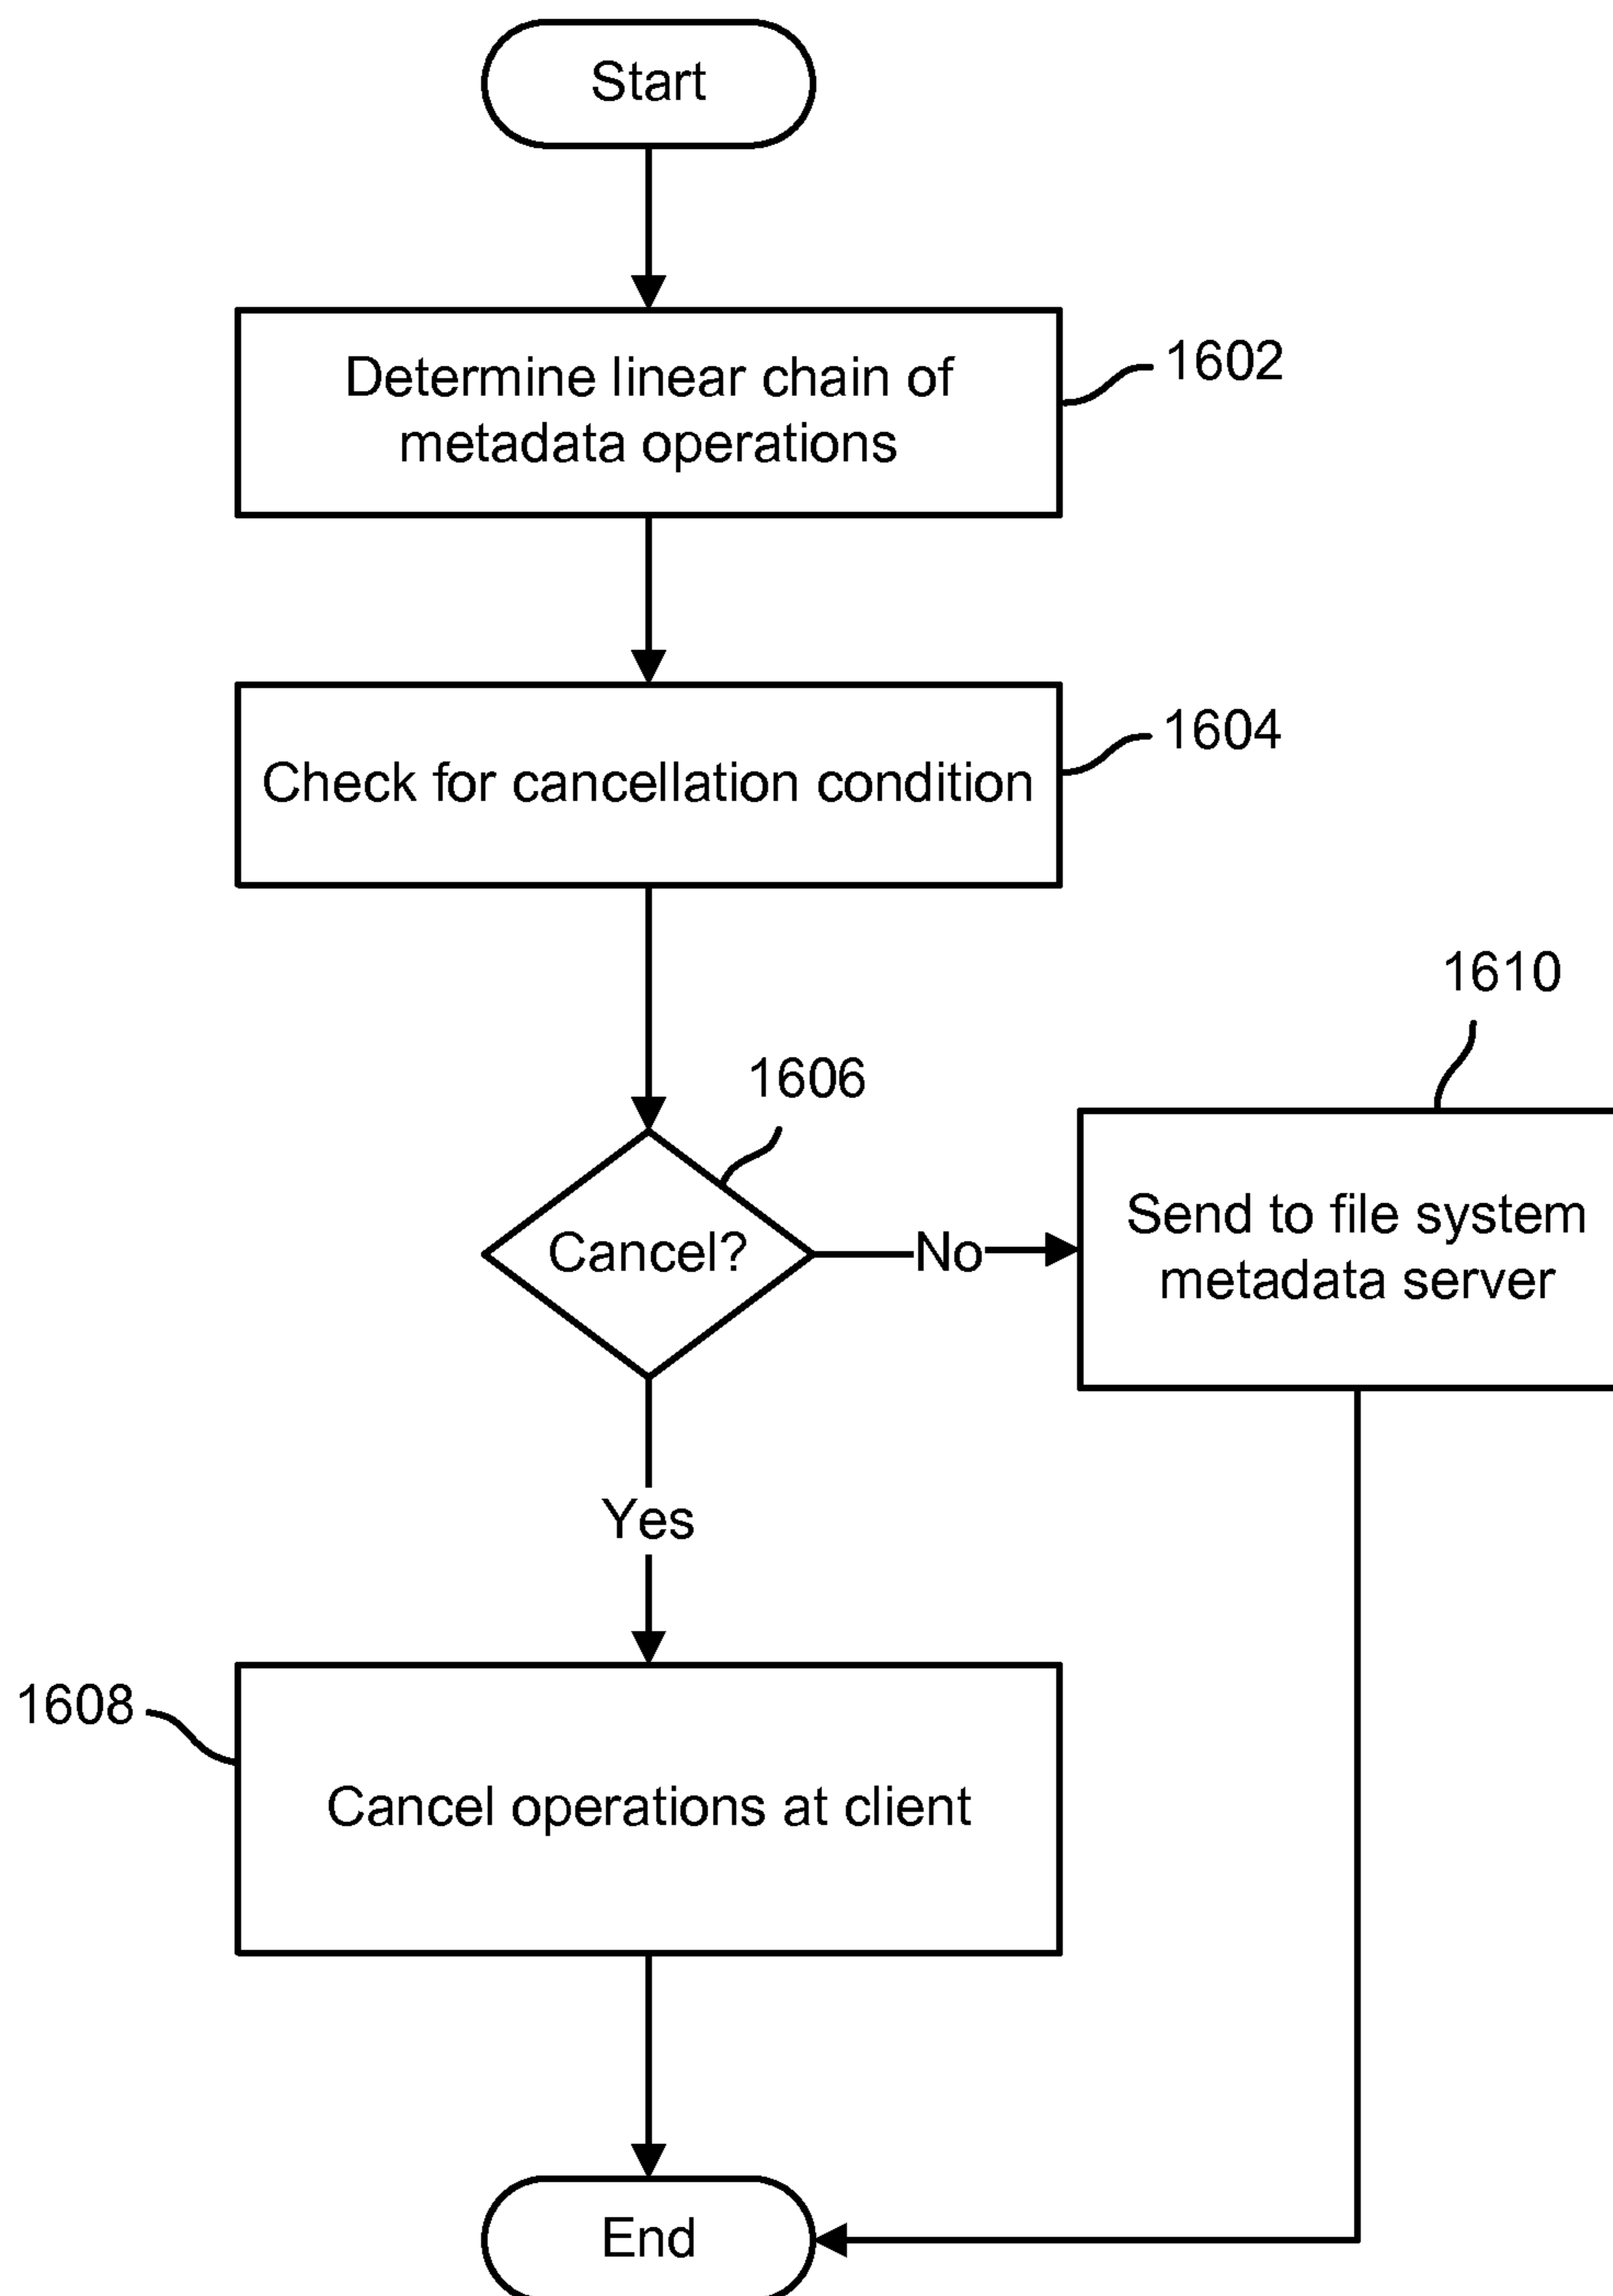 Start
Determine linear chain of
metadata operations
1602
Check for cancellation condition
1604
1606
Cancel?
No
1610
Send to file system
metadata server
Yes
1608
Cancel operations at client
End